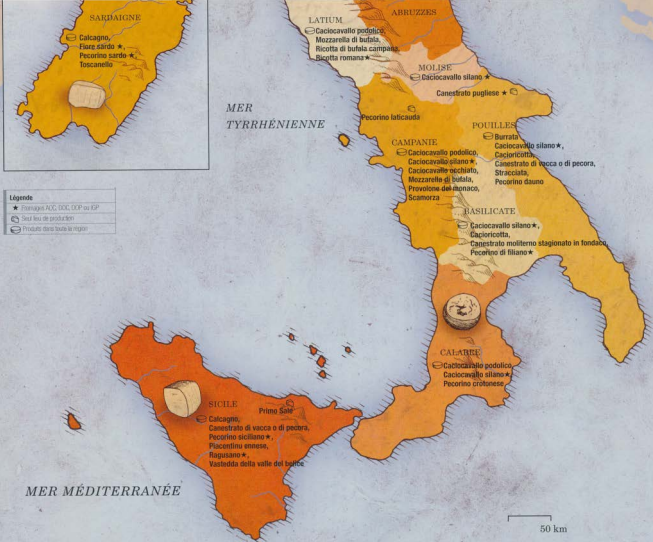 SARDAIGNE
Calcagno,
Fiore sardo ★,
Pecorino sardo ★,
Toscanello
LATIUM
Caciocavallo podolico,
Mozzarella di bufala,
Ricotta di bufala campana,
Ricotta romana★
ABRUZZES
MOLISE
Caciocavallo silano ★
Canestrato pugliese ★
MER
TYRRHÉNIENNE
Pecorino laticauda
CAMPANIE
Caciocavallo podolico,
Caciocavallo silano★,
Caciocavallo occhiato,
Mozzarella di bufala,
Provolone del monaco,
Scamorza
POUILLES
Burrata
Caciocavallo silano★,
Cacioricotta,
Canestrato di vacca o di pecora,
Stracciata,
Pecorino dauno
Légende
★ Fromages AOC, DOC, DOP ou IGP
Seul lieu de production
Produits dans toute la région
BASILICATE
Caciocavallo silano★,
Cacioricotta,
Canestrato moliterno stagionato in fondaco,
Pecorino di filiano★
CALABRE
Caciocavallo podolico,
Caciocavallo silano★,
Pecorino crotonese
SICILE
Primo Sale
Calcagno,
Canestrato di vacca o di pecora,
Pecorino siciliano★,
Piacentinu ennese,
Ragusano★,
Vastedda della valle del belice
MER MÉDITERRANÉE
50 km